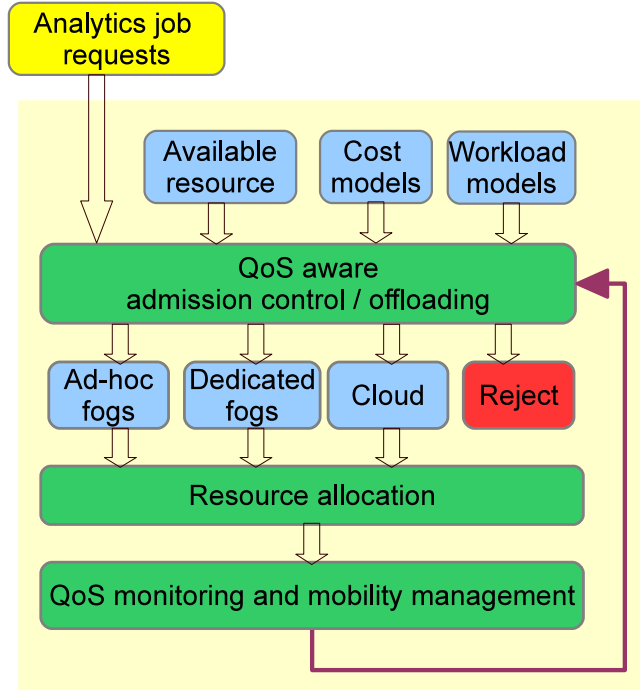 Analytics job
requests
Available
resource
Cost
models
Workload
models
QoS aware
admission control / offloading
Ad-hoc
fogs
Dedicated
fogs
Cloud
Reject
Resource allocation
QoS monitoring and mobility management